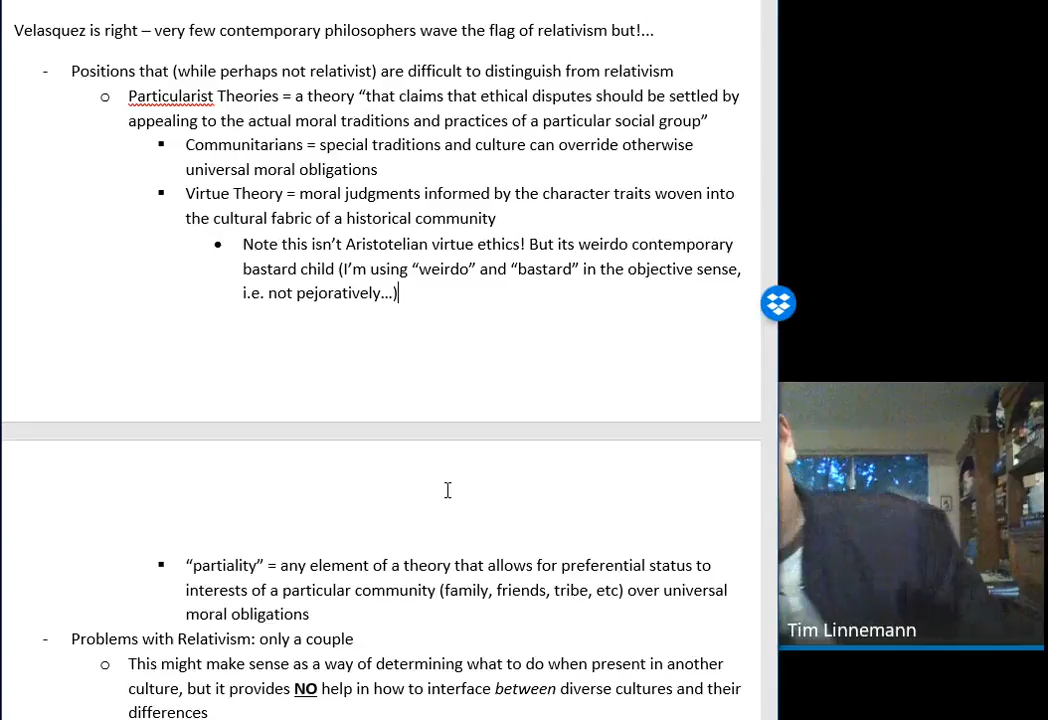 Velasquez is right – very few contemporary philosophers wave the flag of relativism but!...
- Positions that (while perhaps not relativist) are difficult to distinguish from relativism
o Particularist Theories = a theory “that claims that ethical disputes should be settled by
appealing to the actual moral traditions and practices of a particular social group”
▪ Communitarians = special traditions and culture can override otherwise
universal moral obligations
▪ Virtue Theory = moral judgments informed by the character traits woven into
the cultural fabric of a historical community
• Note this isn’t Aristotelian virtue ethics! But its weirdo contemporary
bastard child (I’m using “weirdo” and “bastard” in the objective sense,
i.e. not pejoratively…)
▪ “partiality” = any element of a theory that allows for preferential status to
interests of a particular community (family, friends, tribe, etc) over universal
moral obligations
- Problems with Relativism: only a couple
o This might make sense as a way of determining what to do when present in another
culture, but it provides NO help in how to interface between diverse cultures and their
differences
Tim Linnemann